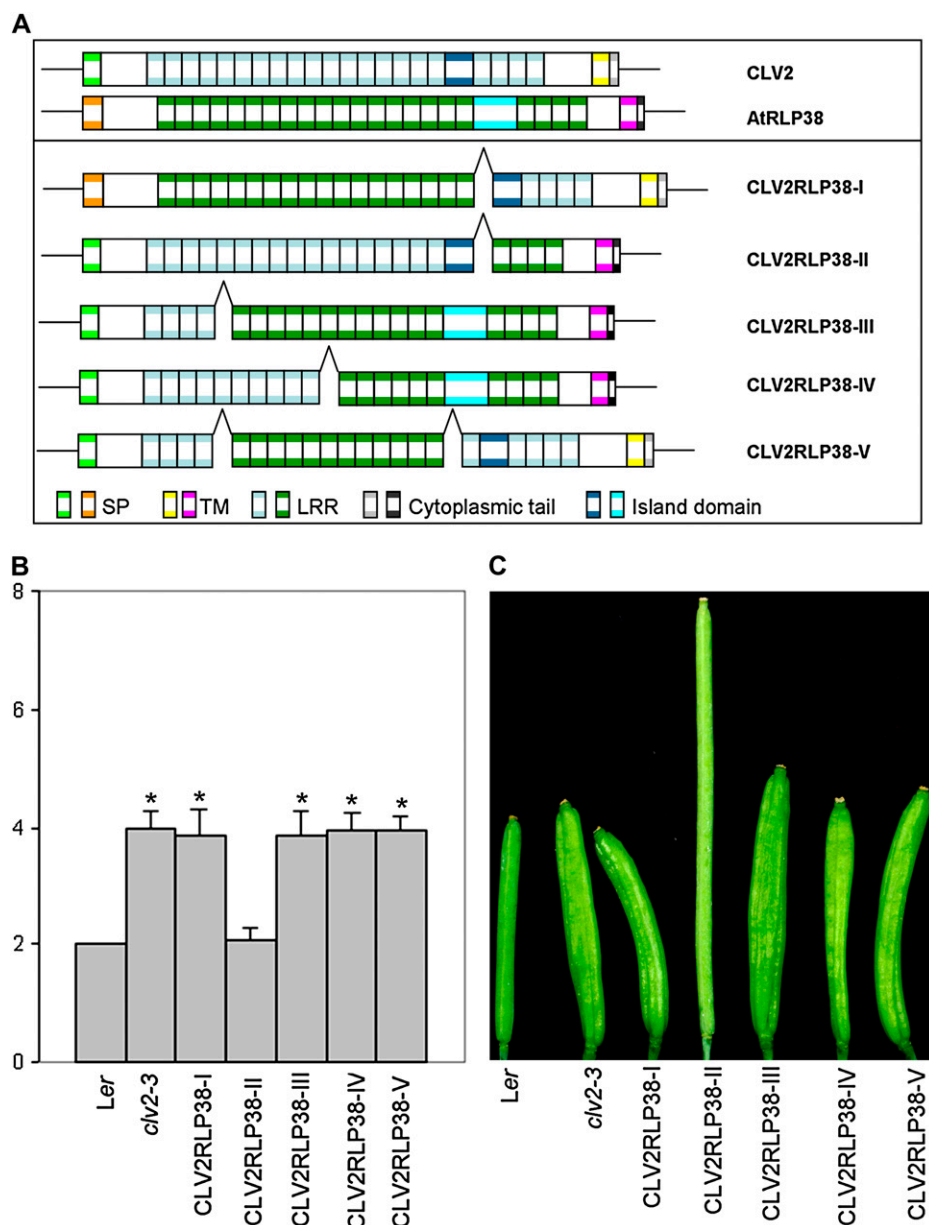 A
CLV2
AtRLP38
CLV2RLP38-I
CLV2RLP38-II
CLV2RLP38-III
CLV2RLP38-IV
CLV2RLP38-V
SP TM LRR Cytoplasmic tail Island domain
B
8
6
4
2
0
* * * * *
Ler
clv2-3
CLV2RLP38-I
CLV2RLP38-II
CLV2RLP38-III
CLV2RLP38-IV
CLV2RLP38-V
C
Ler
clv2-3
CLV2RLP38-I
CLV2RLP38-II
CLV2RLP38-III
CLV2RLP38-IV
CLV2RLP38-V